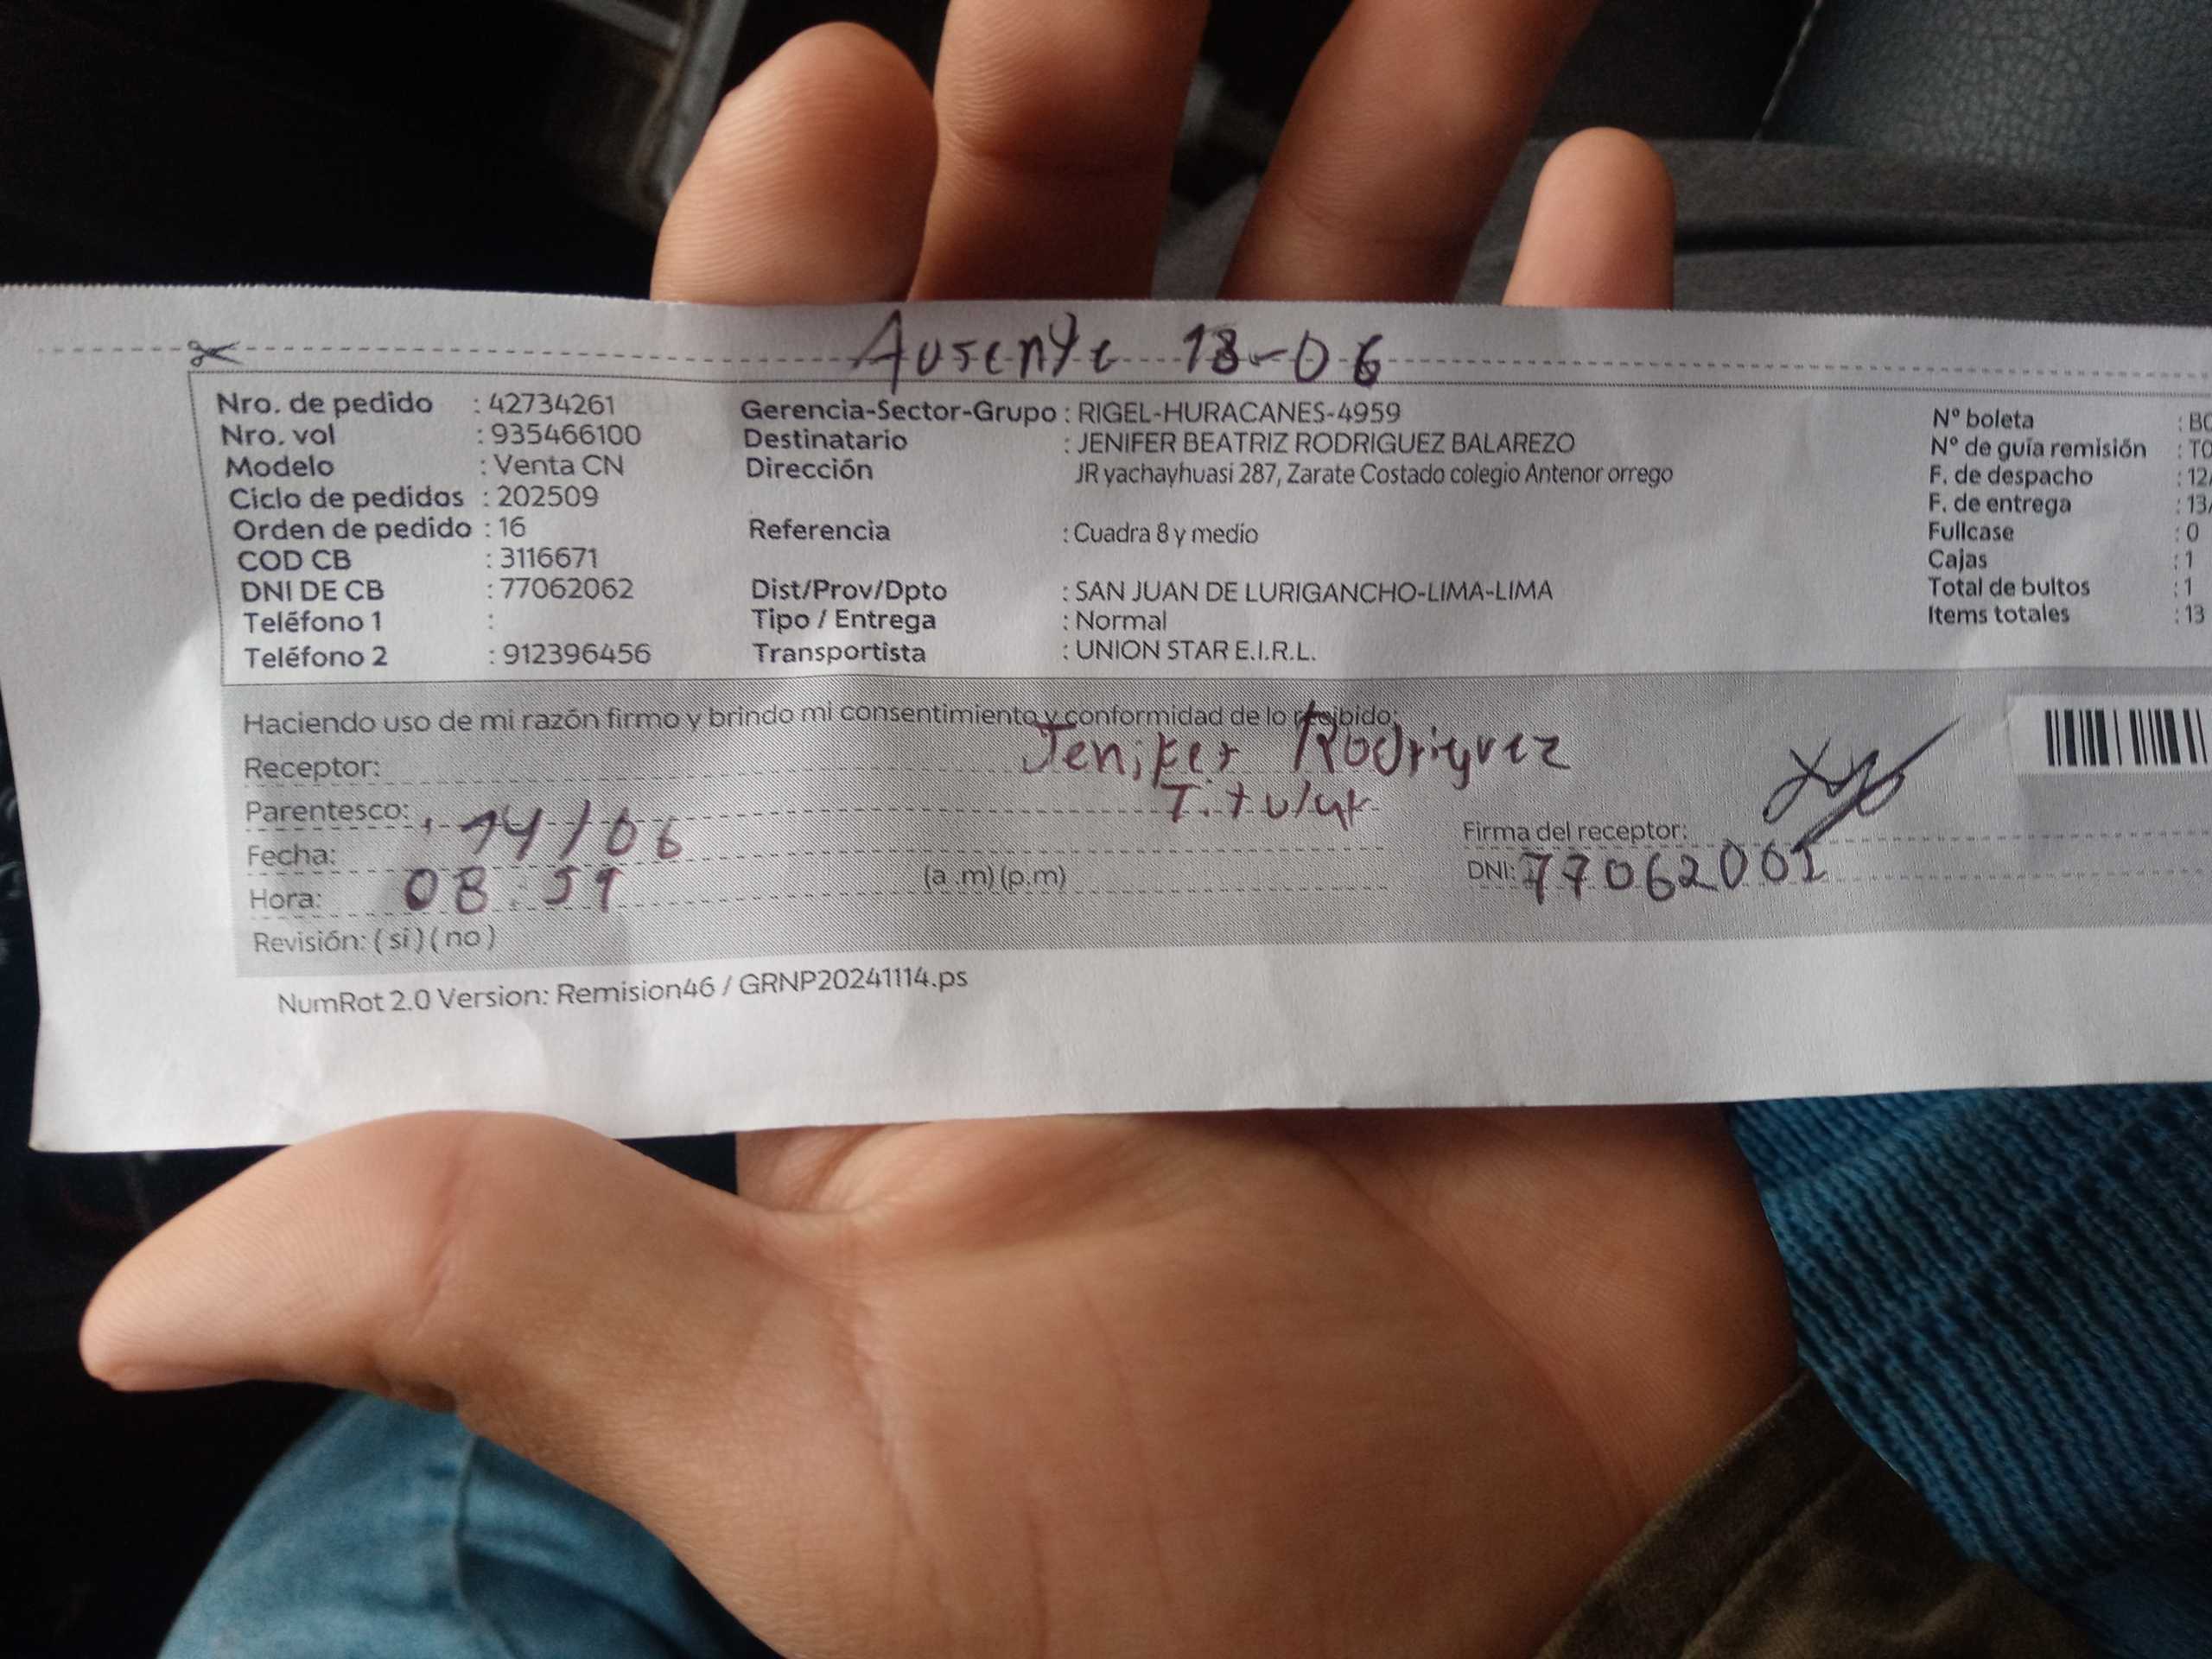 Ausente 13-06
Nro. de pedido : 42734261
Nro. vol : 935466100
Modelo : Venta CN
Ciclo de pedidos : 202509
Orden de pedido : 16
COD CB : 3116671
DNI DE CB : 77062062
Teléfono 1 :
Teléfono 2 : 912396456
Gerencia-Sector-Grupo : RIGEL-HURACANES-4959
Destinatario : JENIFER BEATRIZ RODRIGUEZ BALAREZO
Dirección JR yachayhuasi 287, Zarate Costado colegio Antenor orrego
Referencia : Cuadra 8 y medio
Dist/Prov/Dpto : SAN JUAN DE LURIGANCHO-LIMA-LIMA
Tipo / Entrega : Normal
Transportista : UNION STAR E.I.R.L.
Nº boleta : B
Nº de guía remisión : T0
F. de despacho : 12/
F. de entrega : 13/
Fullcase : 0
Cajas : 1
Total de bultos : 1
Items totales : 13
Haciendo uso de mi razón firmo y brindo mi consentimiento y conformidad de lo recibido:
Receptor: Jenifer Rodriguez
Parentesco: Titular
Fecha: 14/06
Hora: 08:59 (a .m) (p.m)
Revisión: ( si ) ( no )
Firma del receptor:
DNI: 77062001
NumRot 2.0 Version: Remision46 / GRNP20241114.ps